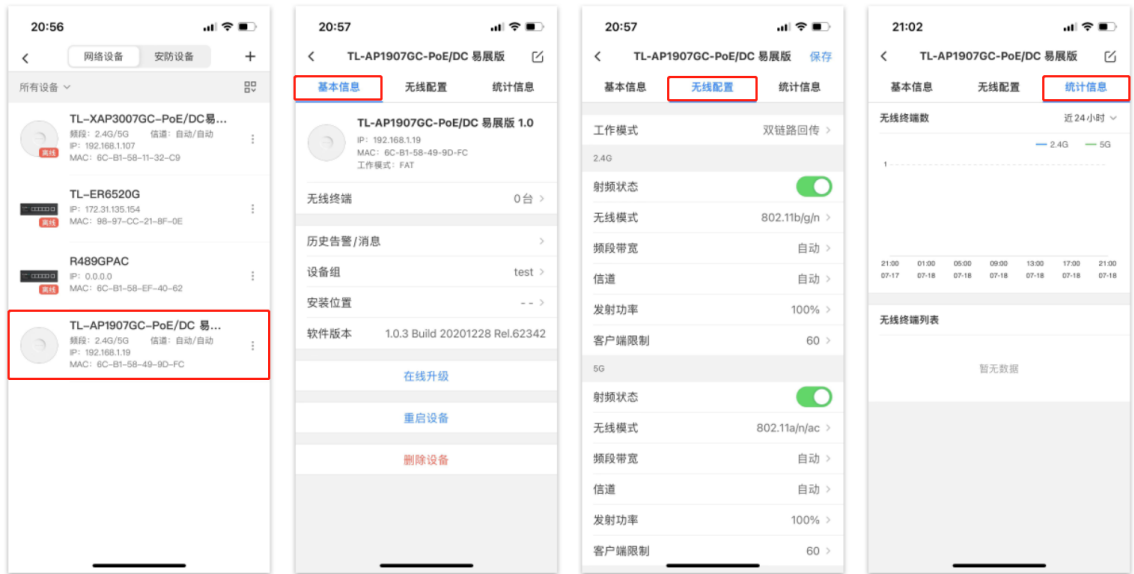 20:56
网络设备 安防设备
所有设备
TL-XAP3007GC-PoE/DC易...
频段：2.4G/5G 信道：自动/自动
IP：192.168.1.107
MAC：6C-B1-58-11-32-C9
离线
TL-ER6520G
IP：172.31.135.154
MAC：98-97-CC-21-8F-0E
离线
R489GPAC
IP：0.0.0.0
MAC：6C-B1-58-EF-40-62
离线
TL-AP1907GC-PoE/DC 易...
频段：2.4G/5G 信道：自动/自动
IP：192.168.1.19
MAC：6C-B1-58-49-9D-FC
20:57
TL-AP1907GC-PoE/DC 易展版
基本信息 无线配置 统计信息
TL-AP1907GC-PoE/DC 易展版 1.0
IP：192.168.1.19
MAC：6C-B1-58-49-9D-FC
工作模式：FAT
无线终端 0台
历史告警/消息
设备组 test
安装位置 - -
软件版本 1.0.3 Build 20201228 Rel.62342
在线升级
重启设备
删除设备
20:57
TL-AP1907GC-PoE/DC 易展版 保存
基本信息 无线配置 统计信息
工作模式 双链路回传
2.4G
射频状态
无线模式 802.11b/g/n
频段带宽 自动
信道 自动
发射功率 100%
客户端限制 60
5G
射频状态
无线模式 802.11a/n/ac
频段带宽 自动
信道 自动
发射功率 100%
客户端限制 60
21:02
TL-AP1907GC-PoE/DC 易展版
基本信息 无线配置 统计信息
无线终端数 近24小时
2.4G 5G
1
21:00 01:00 05:00 09:00 13:00 17:00 21:00
07-17 07-18 07-18 07-18 07-18 07-18 07-18
无线终端列表
暂无数据